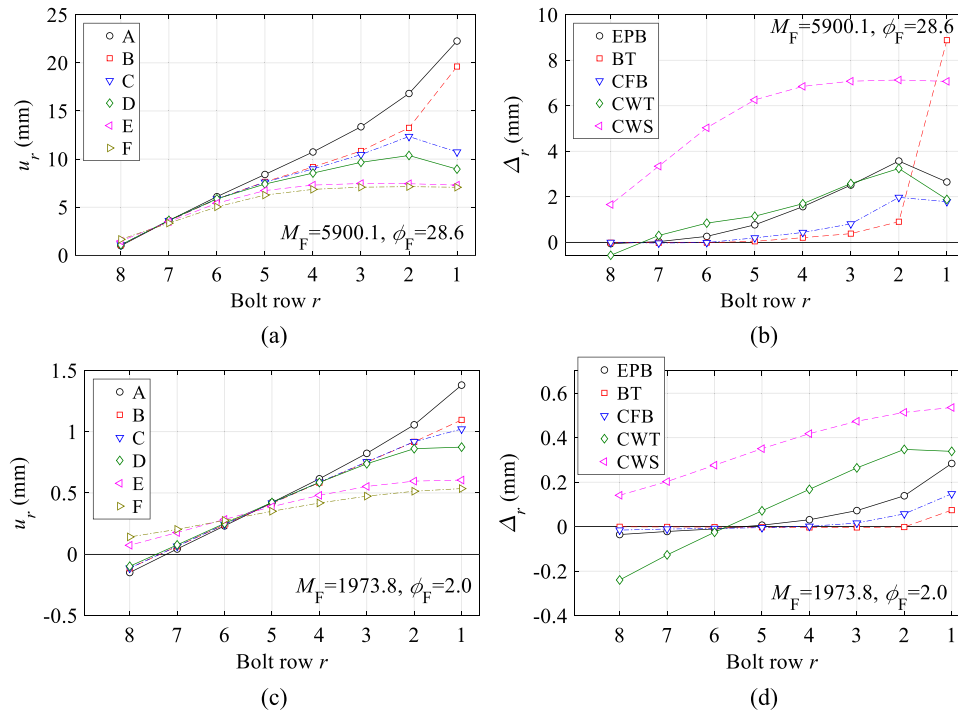 25
20
15
10
5
0
u_r (mm)
A
B
C
D
E
F
M_F=5900.1, ϕ_F=28.6
8 7 6 5 4 3 2 1
Bolt row r
(a)
10
8
6
4
2
0
Δ_r (mm)
EPB
BT
CFB
CWT
CWS
M_F=5900.1, ϕ_F=28.6
8 7 6 5 4 3 2 1
Bolt row r
(b)
1.5
1
0.5
0
-0.5
u_r (mm)
A
B
C
D
E
F
M_F=1973.8, ϕ_F=2.0
8 7 6 5 4 3 2 1
Bolt row r
(c)
0.6
0.4
0.2
0
-0.2
-0.4
Δ_r (mm)
EPB
BT
CFB
CWT
CWS
M_F=1973.8, ϕ_F=2.0
8 7 6 5 4 3 2 1
Bolt row r
(d)